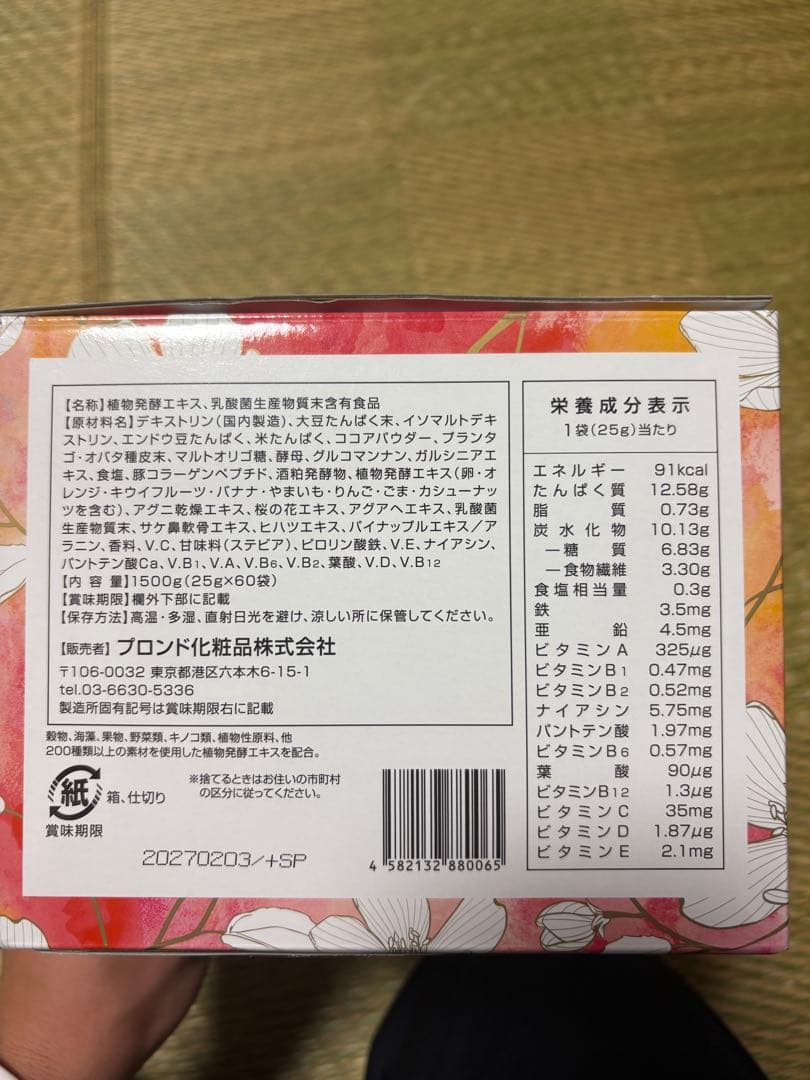 【名称】植物発酵エキス、乳酸菌生産物質末含有食品
【原材料名】デキストリン(国内製造)、大豆たんぱく末、イソマルトデキ
ストリン、エンドウ豆たんぱく、米たんぱく、ココアパウダー、プランタ
ゴ・オバタ種皮末、マルトオリゴ糖、酵母、グルコマンナン、ガルシニアエ
キス、食塩、豚コラーゲンペプチド、酒粕発酵物、植物発酵エキス(卵・オ
レンジ・キウイフルーツ・バナナ・やまいも・りんご・ごま・カシューナッ
ツを含む)、アグニ乾燥エキス、桜の花エキス、アグアヘエキス、乳酸菌
生産物質末、サケ鼻軟骨エキス、ヒハツエキス、パイナップルエキス/ア
ラニン、香料、V.C、甘味料(ステビア)、ピロリン酸鉄、V.E、ナイアシン、
パントテン酸Ca、V.B1、V.A、V.B6、V.B2、葉酸、V.D、V.B12
【内 容 量】1500g(25g×60袋)
【賞味期限】欄外下部に記載
【保存方法】高温・多湿、直射日光を避け、涼しい所に保管してください。
【販売者】プロンド化粧品株式会社
〒106-0032 東京都港区六本木6-15-1
tel.03-6630-5336
製造所固有記号は賞味期限右に記載
穀物、海藻、果物、野菜類、キノコ類、植物性原料、他
200種類以上の素材を使用した植物発酵エキスを配合。
紙
箱、仕切り
※捨てるときはお住いの市町村
の区分に従ってください。
賞味期限
20270203/+SP
4 582132 880065
栄養成分表示
1袋(25g)当たり
エネルギー 91kcal
たんぱく質 12.58g
脂質 0.73g
炭水化物 10.13g
―糖質 6.83g
―食物繊維 3.30g
食塩相当量 0.3g
鉄 3.5mg
亜鉛 4.5mg
ビタミンA 325μg
ビタミンB1 0.47mg
ビタミンB2 0.52mg
ナイアシン 5.75mg
パントテン酸 1.97mg
ビタミンB6 0.57mg
葉酸 90μg
ビタミンB12 1.3μg
ビタミンC 35mg
ビタミンD 1.87μg
ビタミンE 2.1mg